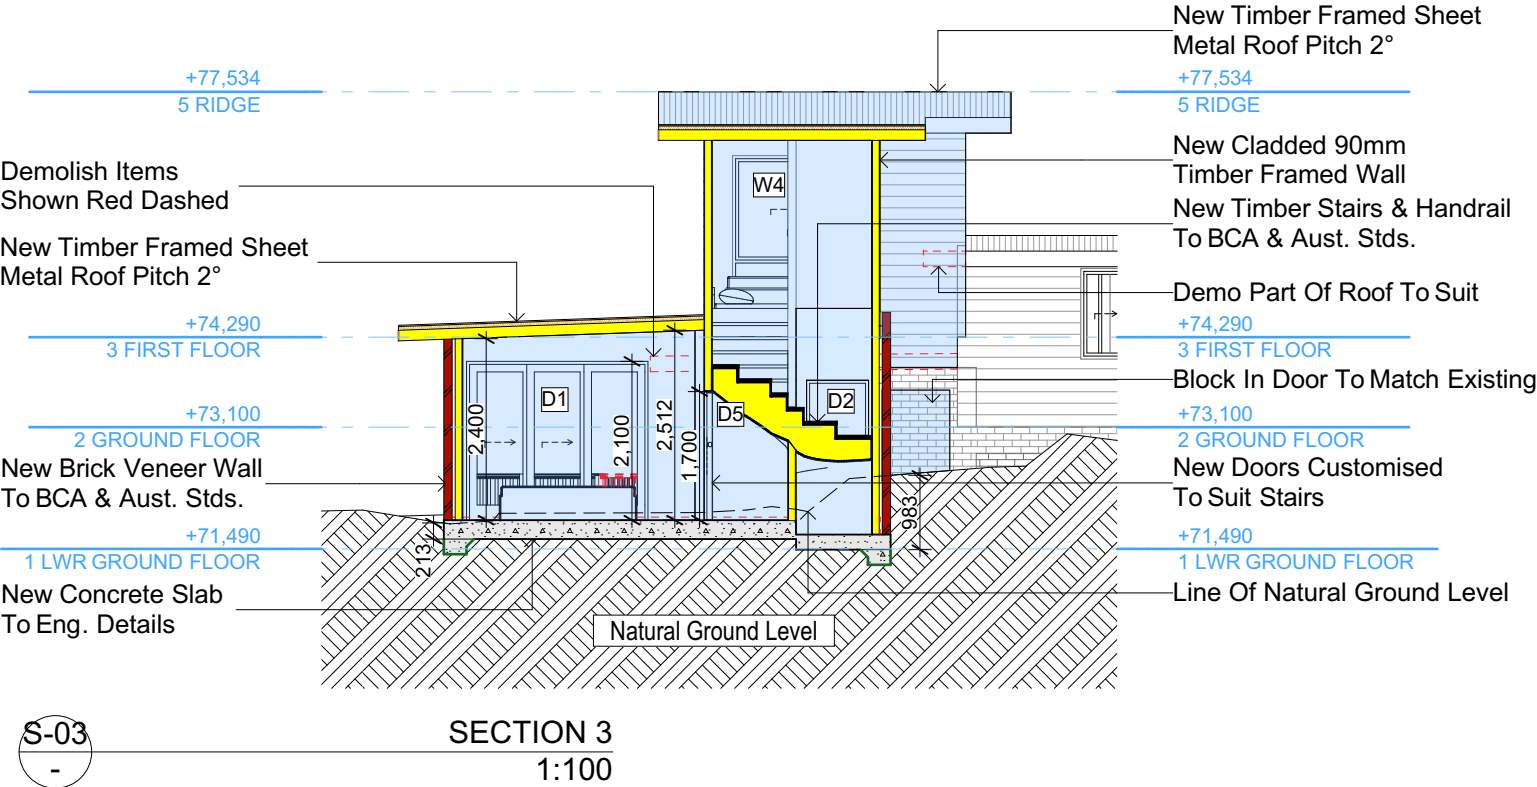 New Timber Framed Sheet
Metal Roof Pitch 2°
+77,534
5 RIDGE
+77,534
5 RIDGE
Demolish Items
Shown Red Dashed
New Timber Framed Sheet
Metal Roof Pitch 2°
New Cladded 90mm
Timber Framed Wall
New Timber Stairs & Handrail
To BCA & Aust. Stds.
Demo Part Of Roof To Suit
W4
+74,290
3 FIRST FLOOR
+74,290
3 FIRST FLOOR
Block In Door To Match Existing
D1
D5
D2
2,400
2,100
2,512
1,700
+73,100
2 GROUND FLOOR
+73,100
2 GROUND FLOOR
New Brick Veneer Wall
To BCA & Aust. Stds.
New Doors Customised
To Suit Stairs
983
213
+71,490
1 LWR GROUND FLOOR
+71,490
1 LWR GROUND FLOOR
New Concrete Slab
To Eng. Details
Line Of Natural Ground Level
Natural Ground Level
S-03
-
SECTION 3
1:100